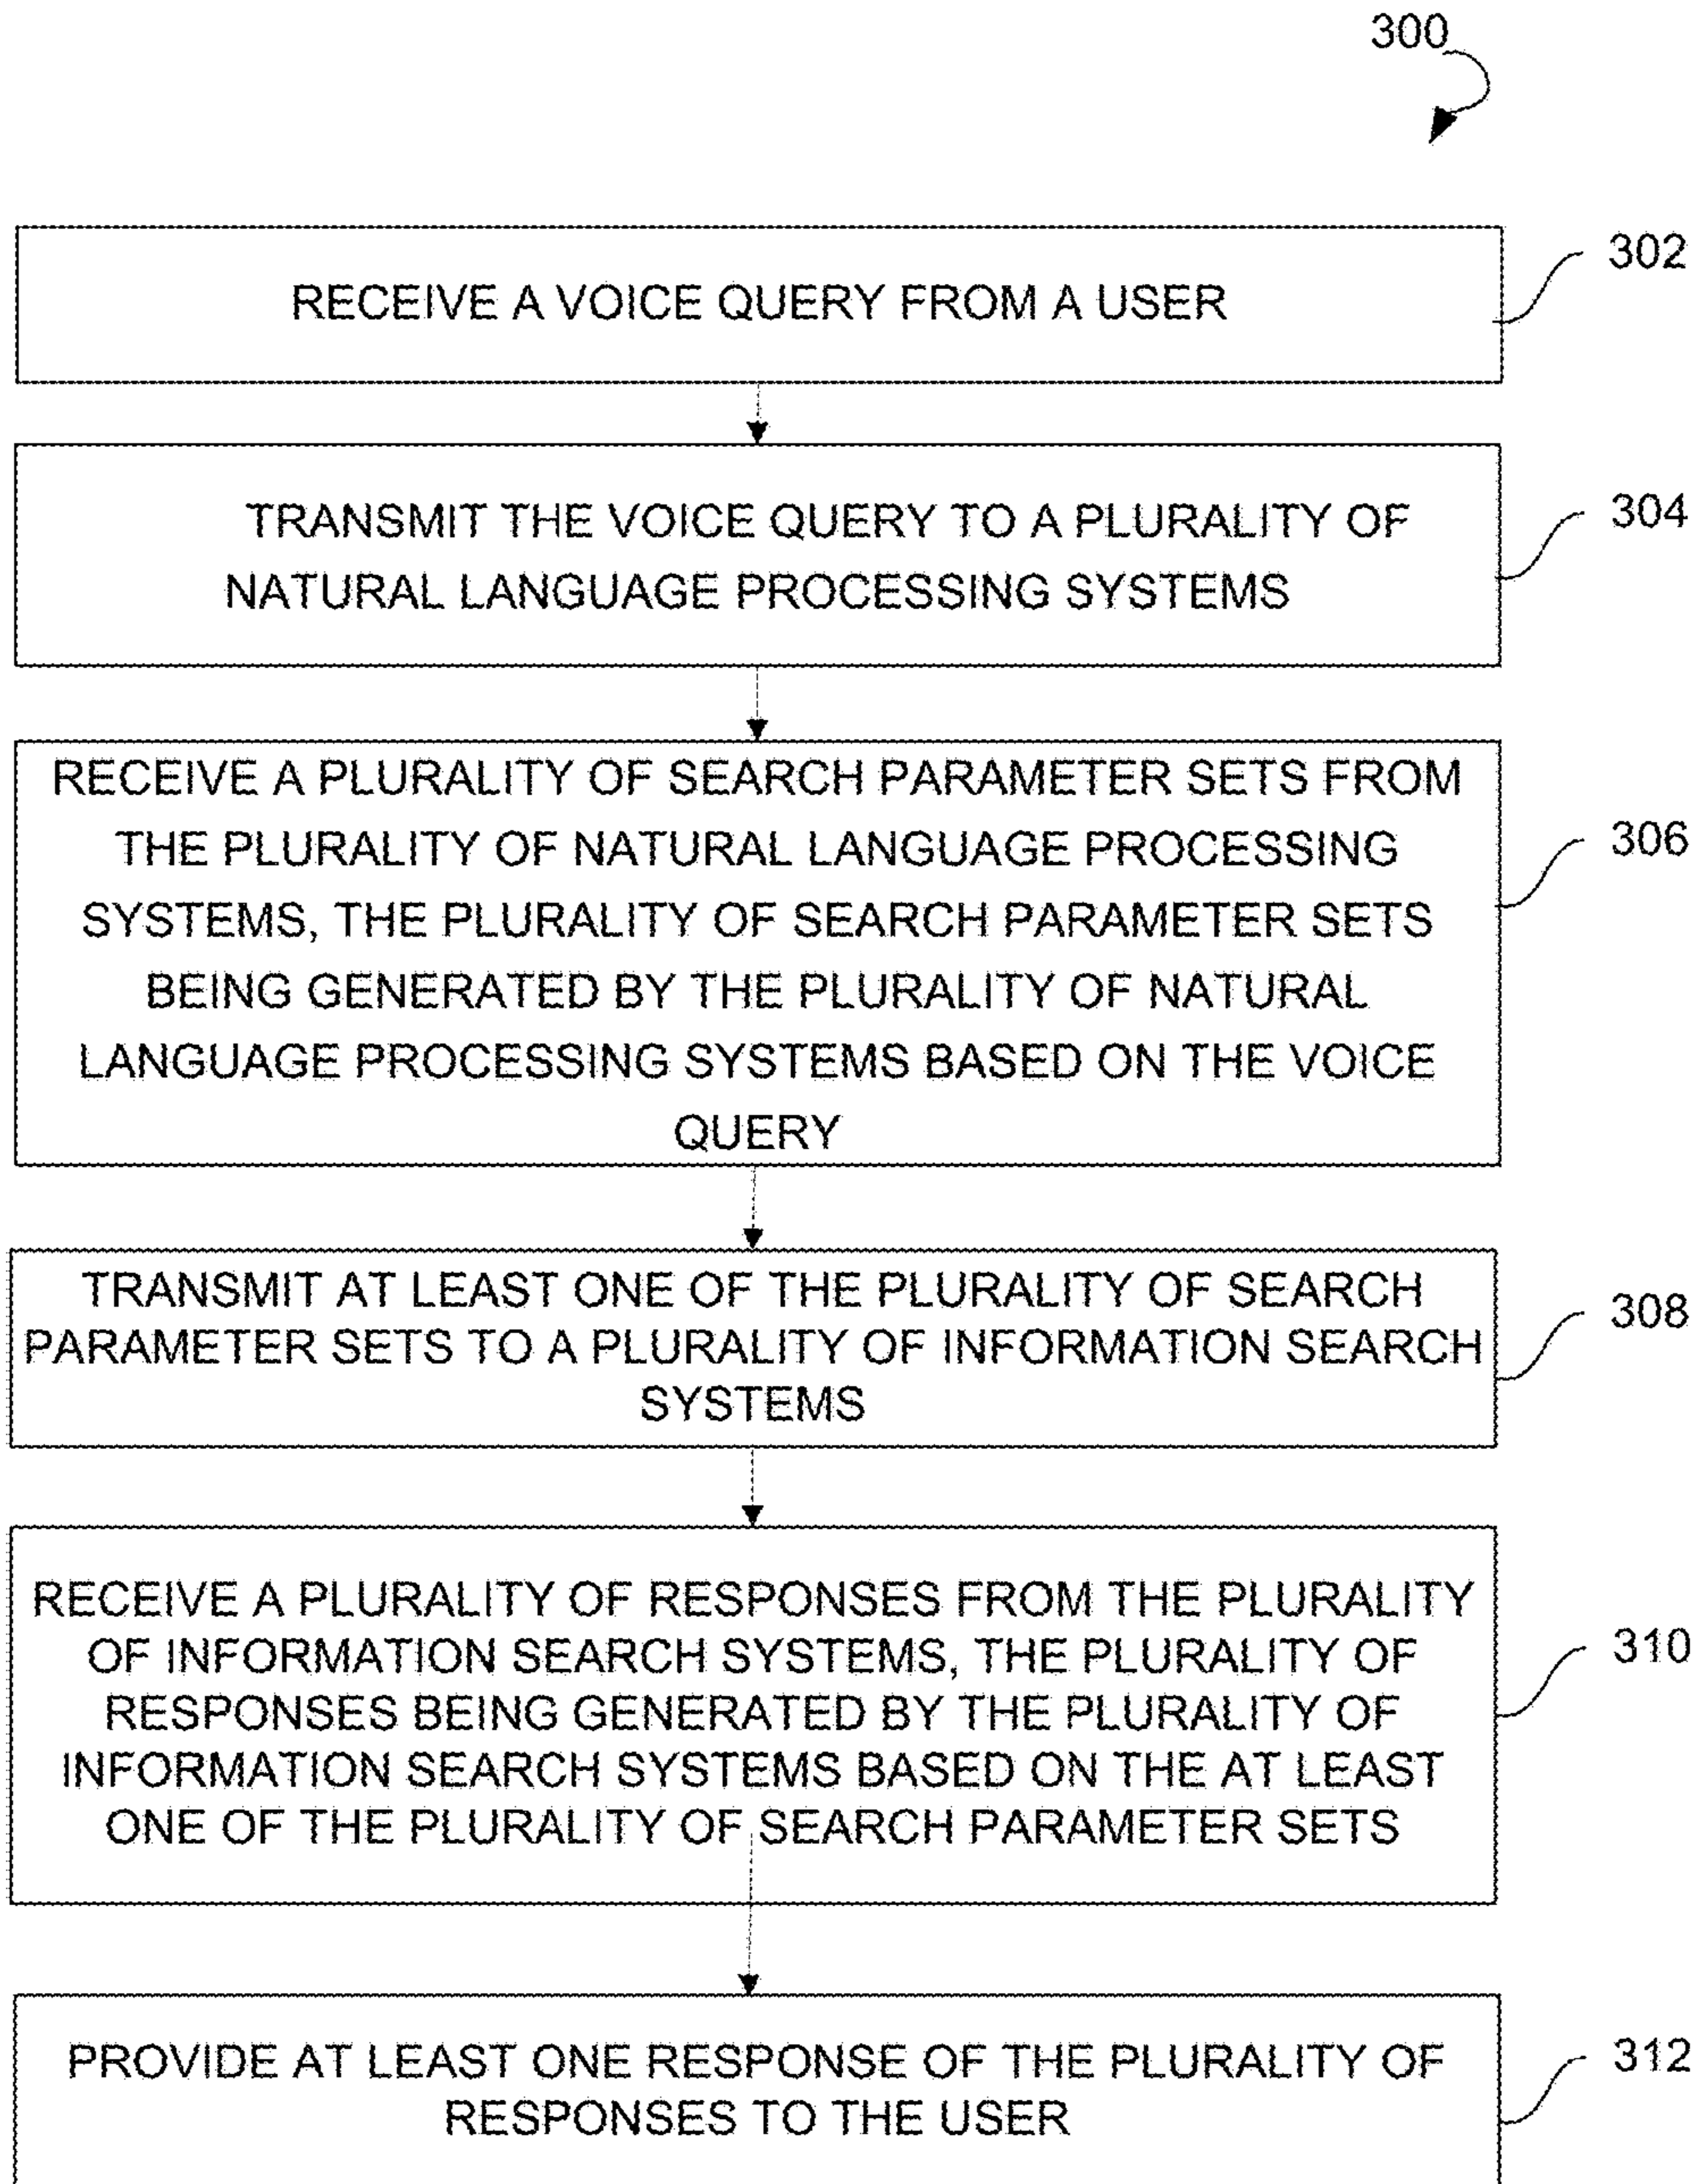 300
RECEIVE A VOICE QUERY FROM A USER
302
TRANSMIT THE VOICE QUERY TO A PLURALITY OF
NATURAL LANGUAGE PROCESSING SYSTEMS
304
RECEIVE A PLURALITY OF SEARCH PARAMETER SETS FROM
THE PLURALITY OF NATURAL LANGUAGE PROCESSING
SYSTEMS, THE PLURALITY OF SEARCH PARAMETER SETS
BEING GENERATED BY THE PLURALITY OF NATURAL
LANGUAGE PROCESSING SYSTEMS BASED ON THE VOICE
QUERY
306
TRANSMIT AT LEAST ONE OF THE PLURALITY OF SEARCH
PARAMETER SETS TO A PLURALITY OF INFORMATION SEARCH
SYSTEMS
308
RECEIVE A PLURALITY OF RESPONSES FROM THE PLURALITY
OF INFORMATION SEARCH SYSTEMS, THE PLURALITY OF
RESPONSES BEING GENERATED BY THE PLURALITY OF
INFORMATION SEARCH SYSTEMS BASED ON THE AT LEAST
ONE OF THE PLURALITY OF SEARCH PARAMETER SETS
310
PROVIDE AT LEAST ONE RESPONSE OF THE PLURALITY OF
RESPONSES TO THE USER
312